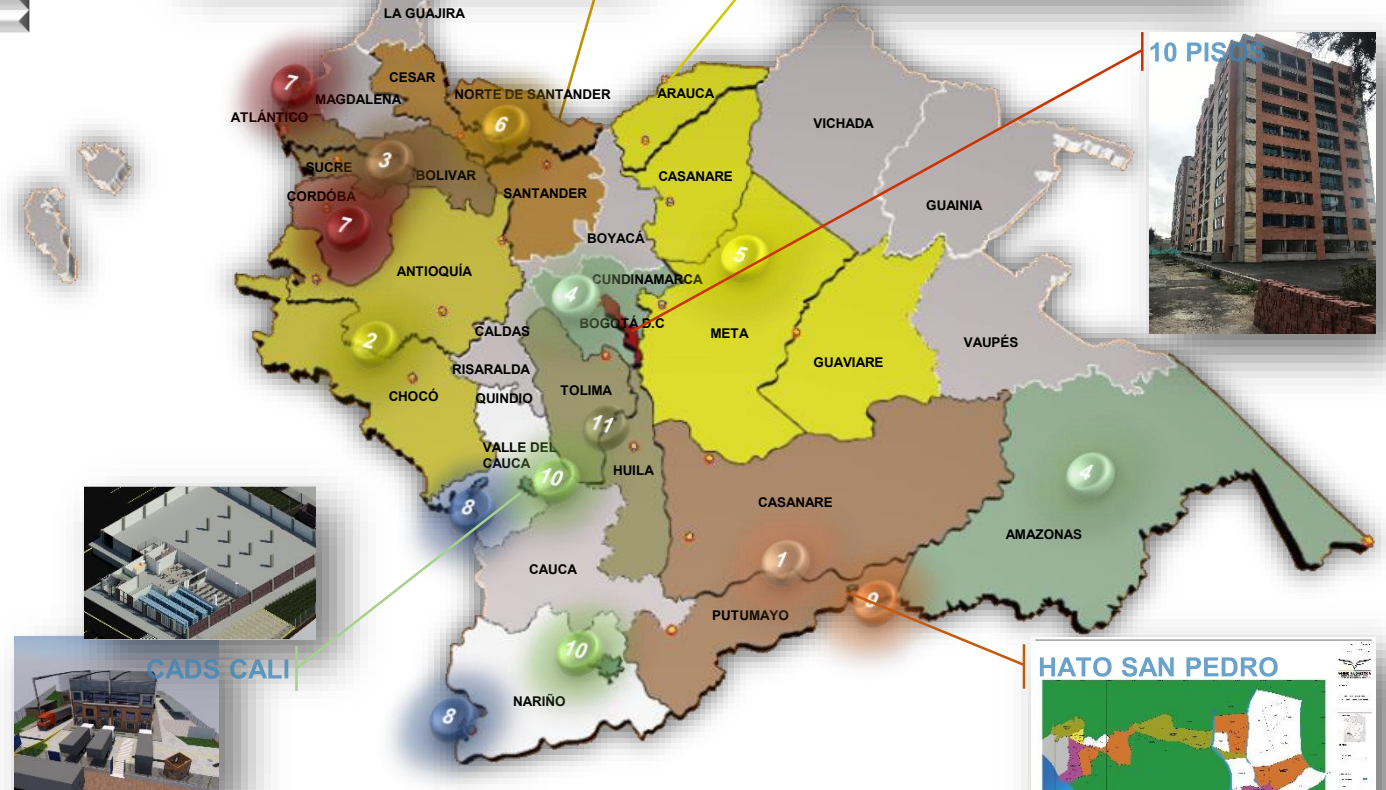 LA GUAJIRA
10 PISOS
7
CESAR
MAGDALENA
NORTE DE SANTANDER
ARAUCA
ATLÁNTICO
6
VICHADA
3
SUCRE
BOLIVAR
CASANARE
CORDÓBA
SANTANDER
GUAINIA
7
BOYACÁ
5
ANTIOQUÍA
CUNDINAMARCA
4
BOGOTÁ D.C
CALDAS
META
2
VAUPÉS
RISARALDA
GUAVIARE
TOLIMA
CHOCÓ
QUINDIO
11
VALLE DEL
CAUCA
HUILA
10
4
8
CASANARE
AMAZONAS
CAUCA
1
9
PUTUMAYO
10
CADS CALI
HATO SAN PEDRO
NARIÑO
8